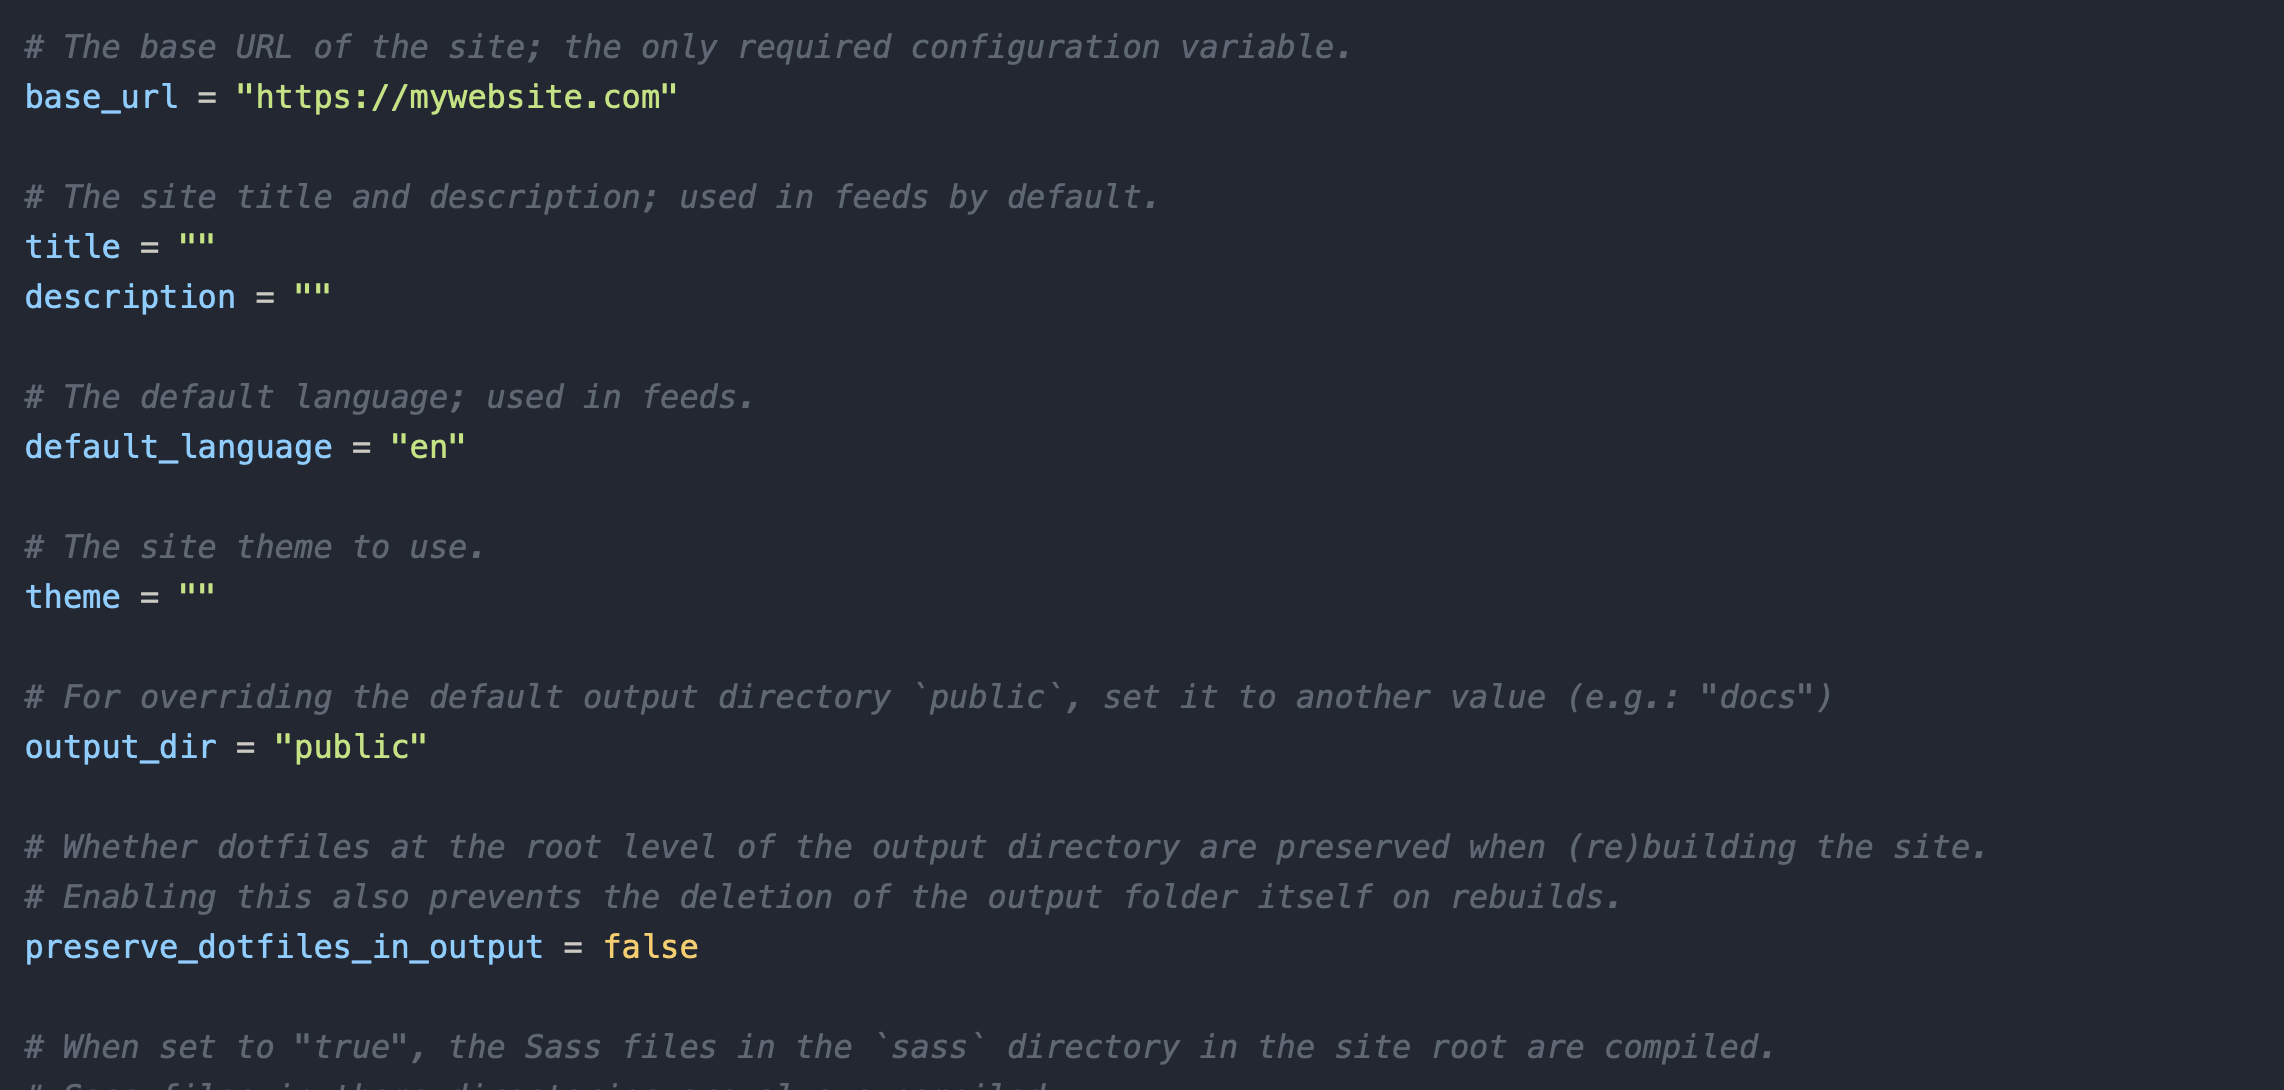 # The base URL of the site; the only required configuration variable.
base_url = "https://mywebsite.com"
# The site title and description; used in feeds by default.
title = ""
description = ""
# The default language; used in feeds.
default_language = "en"
# The site theme to use.
theme = ""
# For overriding the default output directory `public`, set it to another value (e.g.: "docs")
output_dir = "public"
# Whether dotfiles at the root level of the output directory are preserved when (re)building the site.
# Enabling this also prevents the deletion of the output folder itself on rebuilds.
preserve_dotfiles_in_output = false
# When set to "true", the Sass files in the `sass` directory in the site root are compiled.